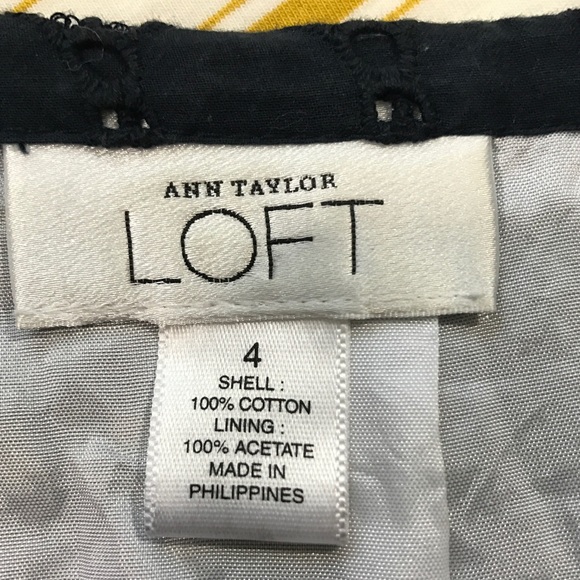 ANN TAYLOR
LOFT
4
SHELL :
100% COTTON
LINING :
100% ACETATE
MADE IN
PHILIPPINES